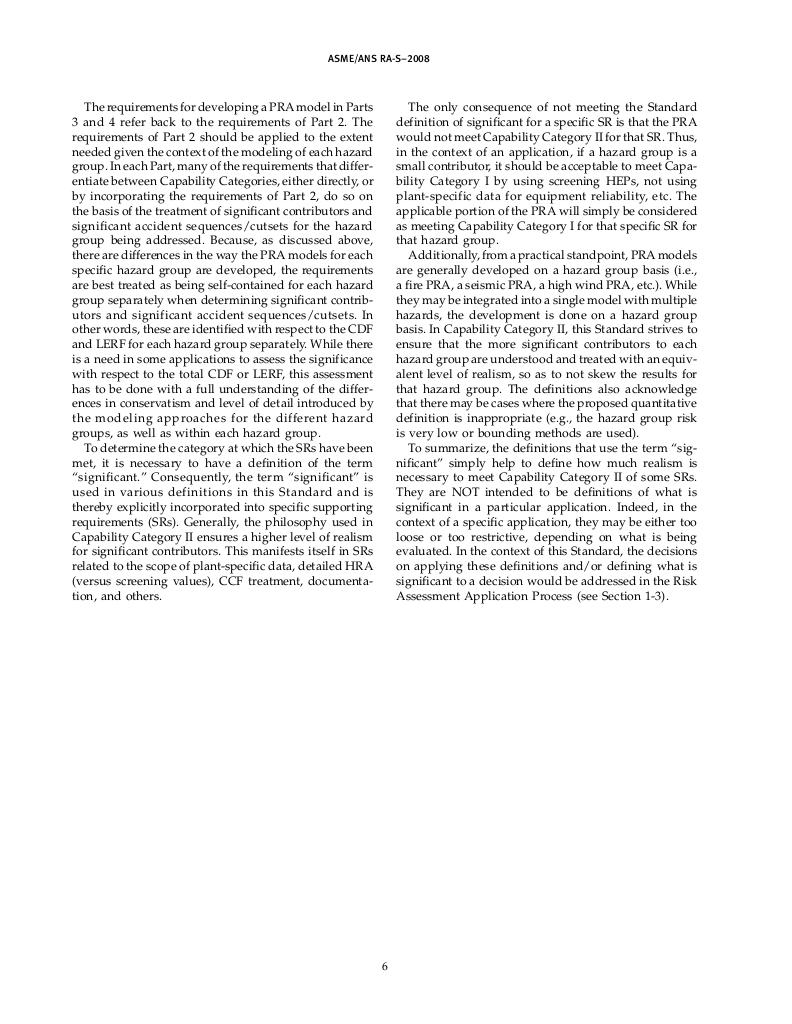 ASME/ANS RA-S–2008
The requirements for developing a PRA model in Parts
3 and 4 refer back to the requirements of Part 2. The
requirements of Part 2 should be applied to the extent
needed given the context of the modeling of each hazard
group. In each Part, many of the requirements that differ-
entiate between Capability Categories, either directly, or
by incorporating the requirements of Part 2, do so on
the basis of the treatment of significant contributors and
significant accident sequences/cutsets for the hazard
group being addressed. Because, as discussed above,
there are differences in the way the PRA models for each
specific hazard group are developed, the requirements
are best treated as being self-contained for each hazard
group separately when determining significant contrib-
utors and significant accident sequences/cutsets. In
other words, these are identified with respect to the CDF
and LERF for each hazard group separately. While there
is a need in some applications to assess the significance
with respect to the total CDF or LERF, this assessment
has to be done with a full understanding of the differ-
ences in conservatism and level of detail introduced by
the modeling approaches for the different hazard
groups, as well as within each hazard group.
To determine the category at which the SRs have been
met, it is necessary to have a definition of the term
“significant.” Consequently, the term “significant” is
used in various definitions in this Standard and is
thereby explicitly incorporated into specific supporting
requirements (SRs). Generally, the philosophy used in
Capability Category II ensures a higher level of realism
for significant contributors. This manifests itself in SRs
related to the scope of plant-specific data, detailed HRA
(versus screening values), CCF treatment, documenta-
tion, and others.
The only consequence of not meeting the Standard
definition of significant for a specific SR is that the PRA
would not meet Capability Category II for that SR. Thus,
in the context of an application, if a hazard group is a
small contributor, it should be acceptable to meet Capa-
bility Category I by using screening HEPs, not using
plant-specific data for equipment reliability, etc. The
applicable portion of the PRA will simply be considered
as meeting Capability Category I for that specific SR for
that hazard group.
Additionally, from a practical standpoint, PRA models
are generally developed on a hazard group basis (i.e.,
a fire PRA, a seismic PRA, a high wind PRA, etc.). While
they may be integrated into a single model with multiple
hazards, the development is done on a hazard group
basis. In Capability Category II, this Standard strives to
ensure that the more significant contributors to each
hazard group are understood and treated with an equiv-
alent level of realism, so as to not skew the results for
that hazard group. The definitions also acknowledge
that there may be cases where the proposed quantitative
definition is inappropriate (e.g., the hazard group risk
is very low or bounding methods are used).
To summarize, the definitions that use the term “sig-
nificant” simply help to define how much realism is
necessary to meet Capability Category II of some SRs.
They are NOT intended to be definitions of what is
significant in a particular application. Indeed, in the
context of a specific application, they may be either too
loose or too restrictive, depending on what is being
evaluated. In the context of this Standard, the decisions
on applying these definitions and/or defining what is
significant to a decision would be addressed in the Risk
Assessment Application Process (see Section 1-3).
6